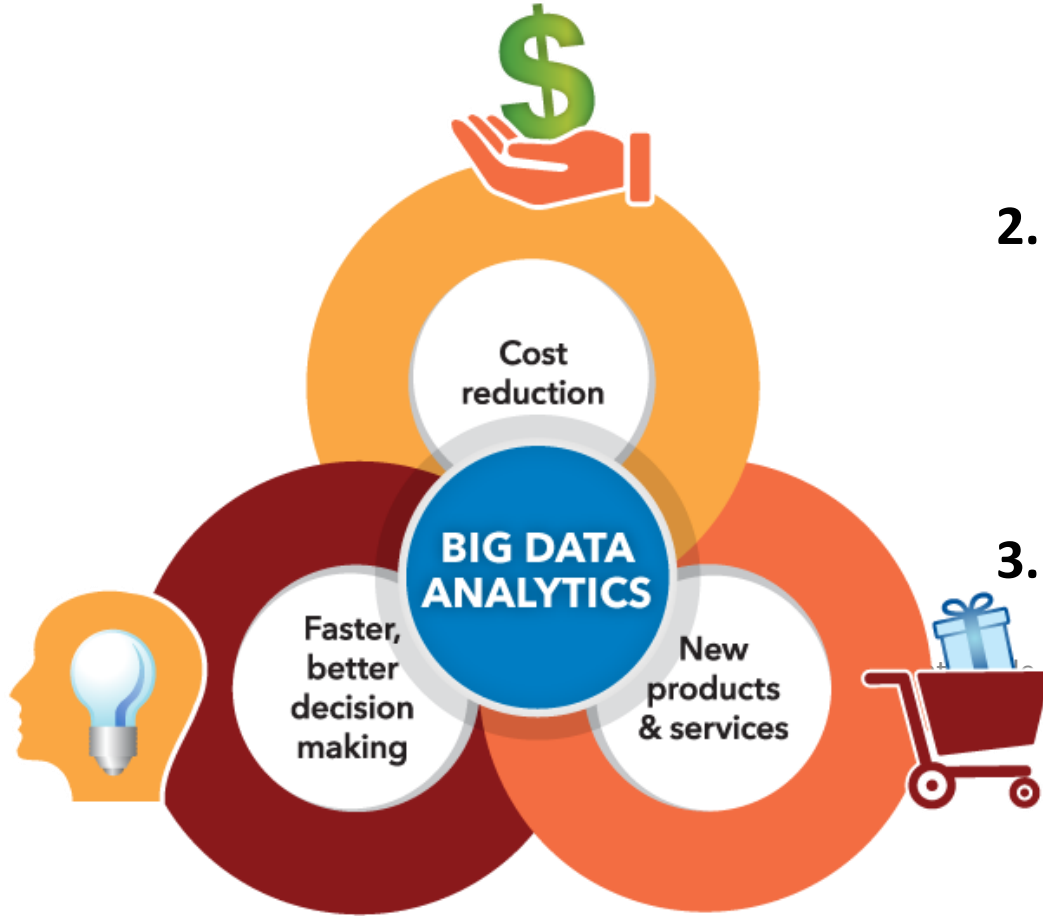 2.
Cost
reduction
BIG DATA
ANALYTICS
3.
Faster,
better
decision
making
New
products
& services